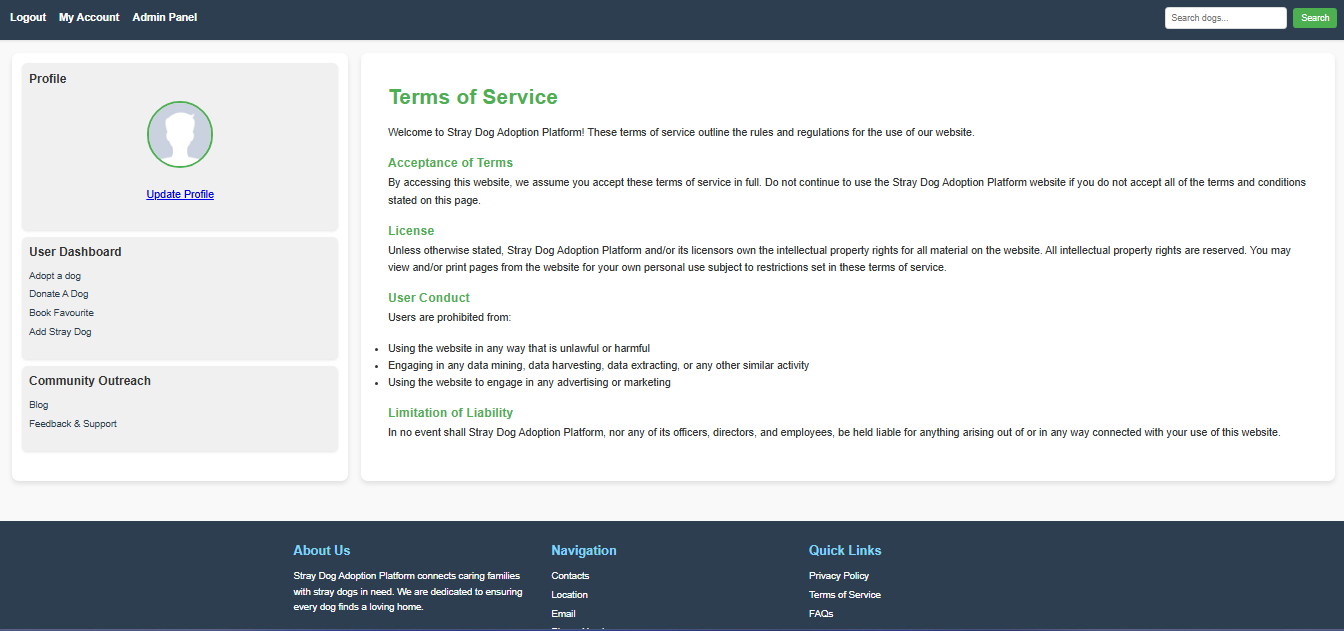 Logout My Account Admin Panel
Search dogs... Search
Profile
Update Profile
User Dashboard
Adopt a dog
Donate A Dog
Book Favourite
Add Stray Dog
Community Outreach
Blog
Feedback & Support
Terms of Service
Welcome to Stray Dog Adoption Platform! These terms of service outline the rules and regulations for the use of our website.
Acceptance of Terms
By accessing this website, we assume you accept these terms of service in full. Do not continue to use the Stray Dog Adoption Platform website if you do not accept all of the terms and conditions
stated on this page.
License
Unless otherwise stated, Stray Dog Adoption Platform and/or its licensors own the intellectual property rights for all material on the website. All intellectual property rights are reserved. You may
view and/or print pages from the website for your own personal use subject to restrictions set in these terms of service.
User Conduct
Users are prohibited from:
• Using the website in any way that is unlawful or harmful
• Engaging in any data mining, data harvesting, data extracting, or any other similar activity
• Using the website to engage in any advertising or marketing
Limitation of Liability
In no event shall Stray Dog Adoption Platform, nor any of its officers, directors, and employees, be held liable for anything arising out of or in any way connected with your use of this website.
About Us
Stray Dog Adoption Platform connects caring families
with stray dogs in need. We are dedicated to ensuring
every dog finds a loving home.
Navigation
Contacts
Location
Email
Quick Links
Privacy Policy
Terms of Service
FAQs